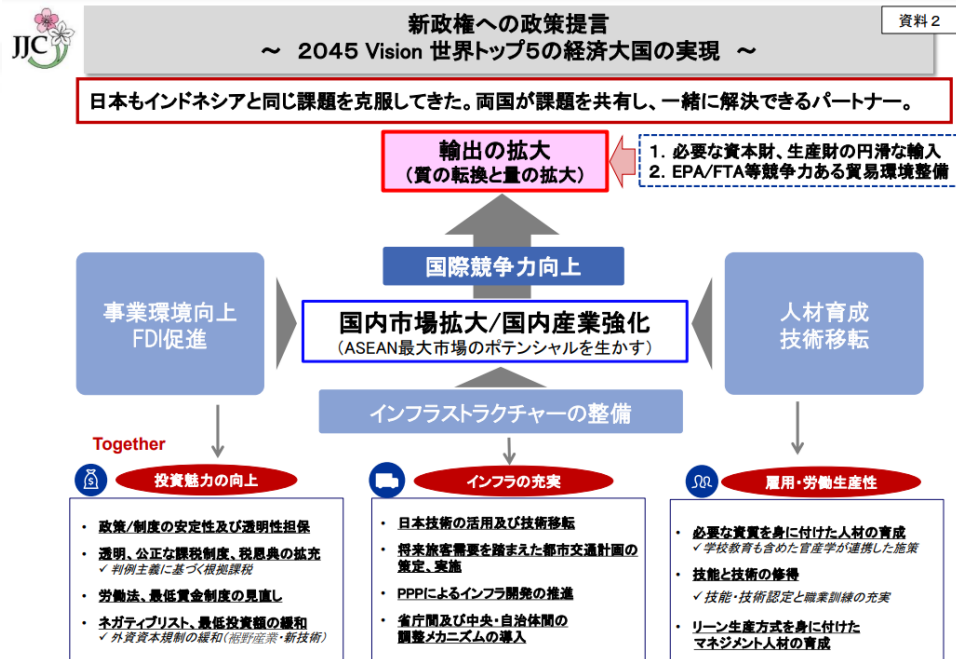 JJC
資料2
新政権への政策提言
～ 2045 Vision 世界トップ5の経済大国の実現 ～
日本もインドネシアと同じ課題を克服してきた。両国が課題を共有し、一緒に解決できるパートナー。
輸出の拡大
(質の転換と量の拡大)
1. 必要な資本財、生産財の円滑な輸入
2. EPA/FTA等競争力ある貿易環境整備
国際競争力向上
事業環境向上
FDI促進
国内市場拡大/国内産業強化
(ASEAN最大市場のポテンシャルを生かす)
人材育成
技術移転
インフラストラクチャーの整備
Together
$
投資魅力の向上
・ 政策/制度の安定性及び透明性担保
・ 透明、公正な課税制度、税恩典の拡充
✓ 判例主義に基づく根拠課税
・ 労働法、最低賃金制度の見直し
・ ネガティブリスト、最低投資額の緩和
✓ 外資資本規制の緩和(裾野産業・新技術)
インフラの充実
・ 日本技術の活用及び技術移転
・ 将来旅客需要を踏まえた都市交通計画の
策定、実施
・ PPPによるインフラ開発の推進
・ 省庁間及び中央・自治体間の
調整メカニズムの導入
雇用・労働生産性
・ 必要な資質を身に付けた人材の育成
✓ 学校教育も含めた官産学が連携した施策
・ 技能と技術の修得
✓ 技能・技術認定と職業訓練の充実
・ リーン生産方式を身に付けた
マネジメント人材の育成